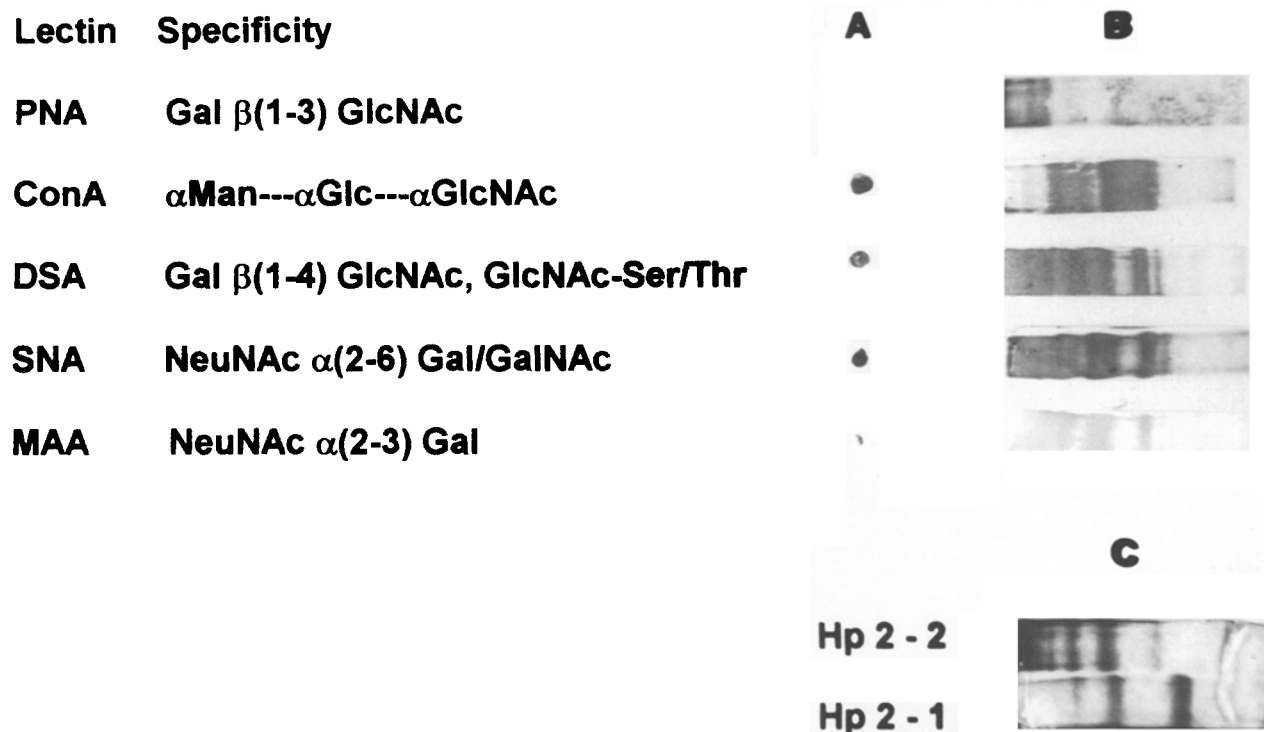 Lectin Specificity A B
PNA Gal β(1-3) GlcNAc
ConA αMan---αGlc---αGlcNAc
DSA Gal β(1-4) GlcNAc, GlcNAc-Ser/Thr
SNA NeuNAc α(2-6) Gal/GalNAc
MAA NeuNAc α(2-3) Gal
C
Hp 2 - 2
Hp 2 - 1